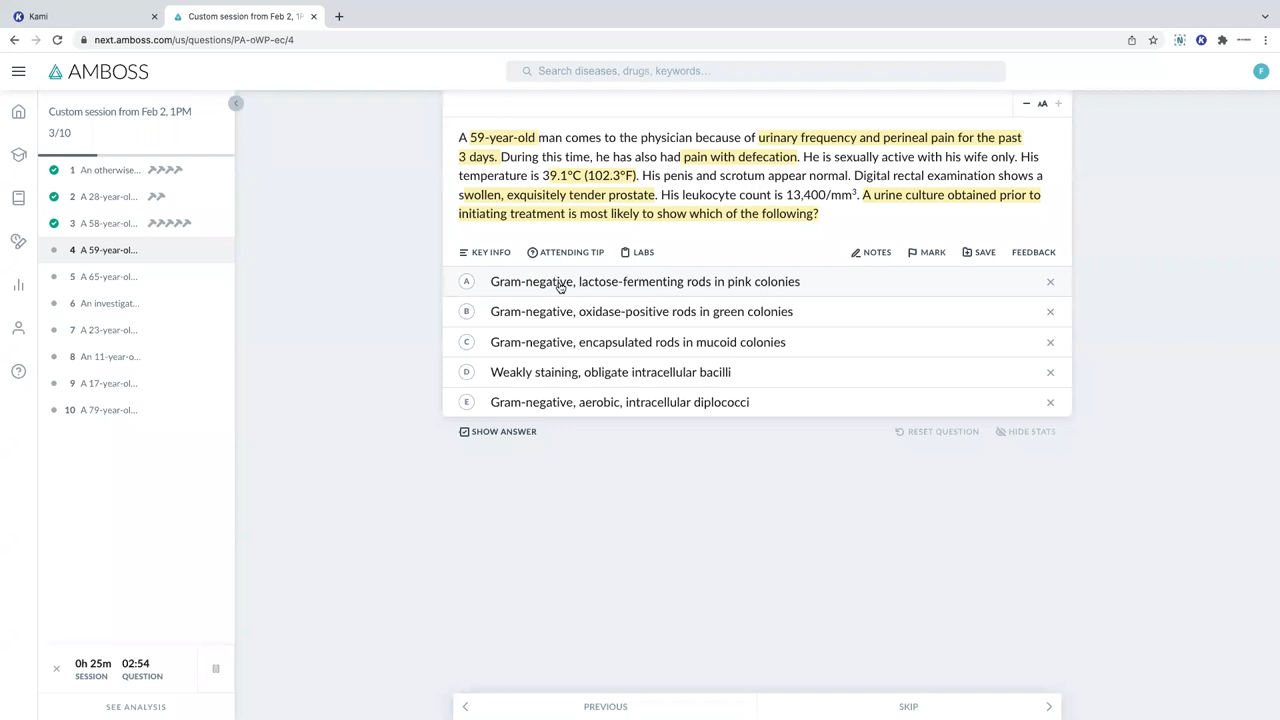 Kami
Custom session from Feb 2, 1P
next.amboss.com/us/questions/PA-oWP-ec/4
AMBOSS
Search diseases, drugs, keywords…
F
Custom session from Feb 2, 1PM
3/10
1 An otherwise...
2 A 28-year-ol...
3 A 58-year-ol...
4 A 59-year-ol...
5 A 65-year-ol...
6 An investigat...
7 A 23-year-ol...
8 An 11-year-o...
9 A 17-year-ol...
10 A 79-year-ol...
0h 25m 02:54
SESSION QUESTION
SEE ANALYSIS
AA
A 59-year-old man comes to the physician because of urinary frequency and perineal pain for the past
3 days. During this time, he has also had pain with defecation. He is sexually active with his wife only. His
temperature is 39.1°C (102.3°F). His penis and scrotum appear normal. Digital rectal examination shows a
swollen, exquisitely tender prostate. His leukocyte count is 13,400/mm³. A urine culture obtained prior to
initiating treatment is most likely to show which of the following?
KEY INFO ATTENDING TIP LABS NOTES MARK SAVE FEEDBACK
A Gram-negative, lactose-fermenting rods in pink colonies
B Gram-negative, oxidase-positive rods in green colonies
C Gram-negative, encapsulated rods in mucoid colonies
D Weakly staining, obligate intracellular bacilli
E Gram-negative, aerobic, intracellular diplococci
SHOW ANSWER RESET QUESTION HIDE STATS
PREVIOUS SKIP